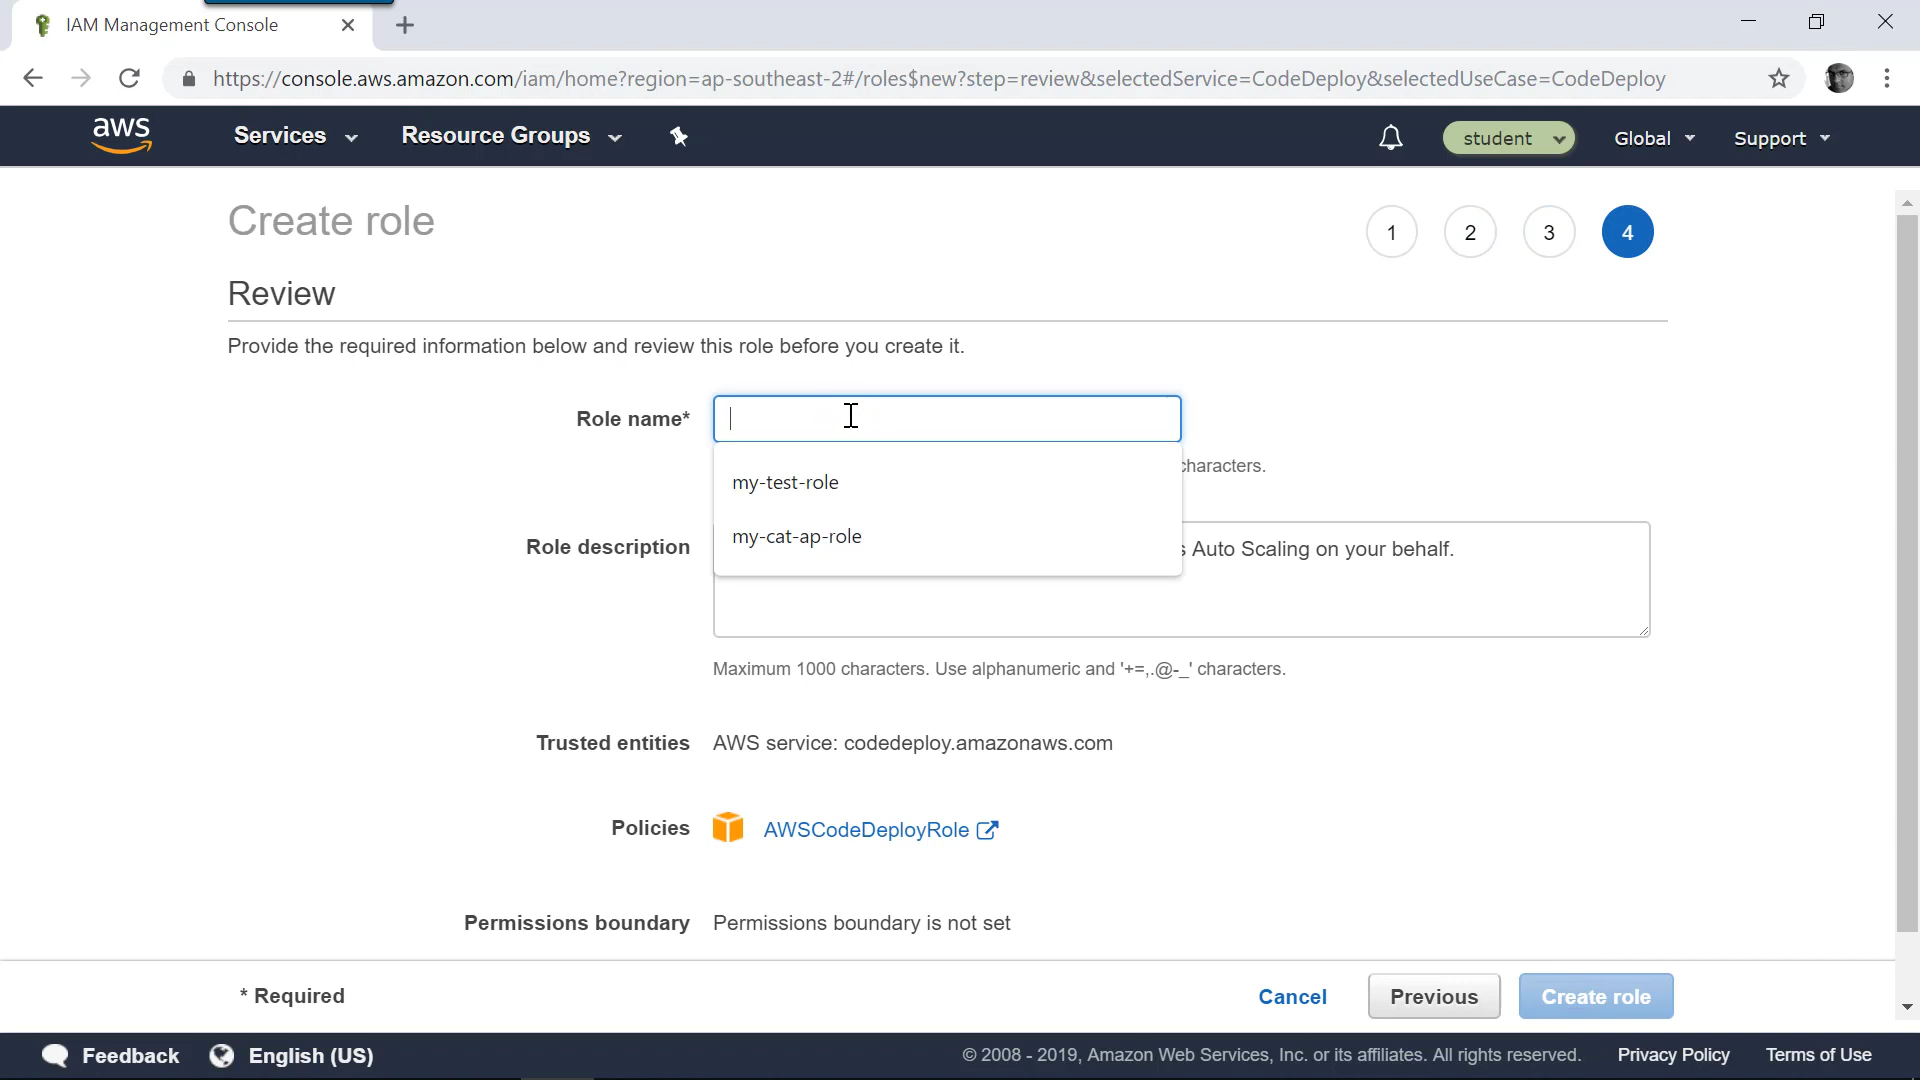 IAM Management Console
https://console.aws.amazon.com/iam/home?region=ap-southeast-2#/roles$new?step=review&selectedService=CodeDeploy&selectedUseCase=CodeDeploy
aws Services Resource Groups student Global Support
Create role 1 2 3 4
Review
Provide the required information below and review this role before you create it.
Role name*
characters.
my-test-role
my-cat-ap-role
Role description Auto Scaling on your behalf.
Maximum 1000 characters. Use alphanumeric and '+=,.@-_' characters.
Trusted entities AWS service: codedeploy.amazonaws.com
Policies AWSCodeDeployRole
Permissions boundary Permissions boundary is not set
* Required Cancel Previous Create role
Feedback English (US) © 2008 - 2019, Amazon Web Services, Inc. or its affiliates. All rights reserved. Privacy Policy Terms of Use